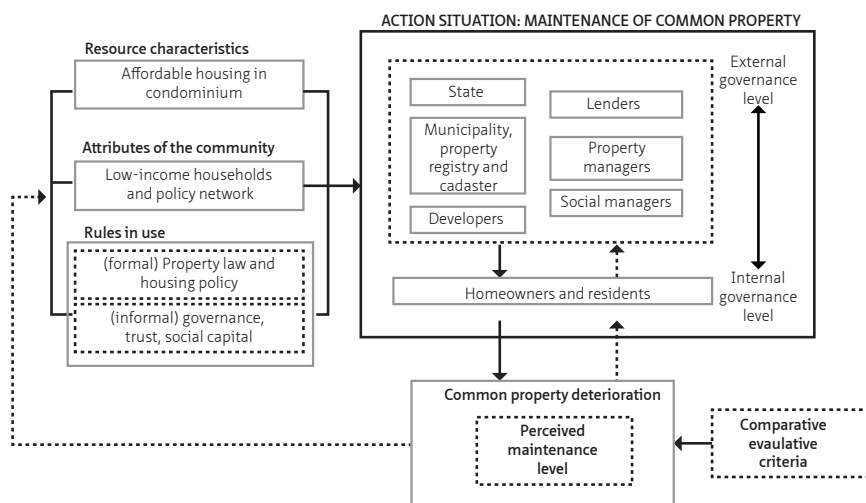 ACTION SITUATION: MAINTENANCE OF COMMON PROPERTY
Resource characteristics
Affordable housing in
condominium
Attributes of the community
Low-income households
and policy network
Rules in use
(formal) Property law and
housing policy
(informal) governance,
trust, social capital
State
Municipality,
property
registry and
cadaster
Developers
Lenders
Property
managers
Social managers
External
governance
level
Homeowners and residents
Internal
governance
level
Common property deterioration
Perceived
maintenance
level
Comparative
evaulative
criteria